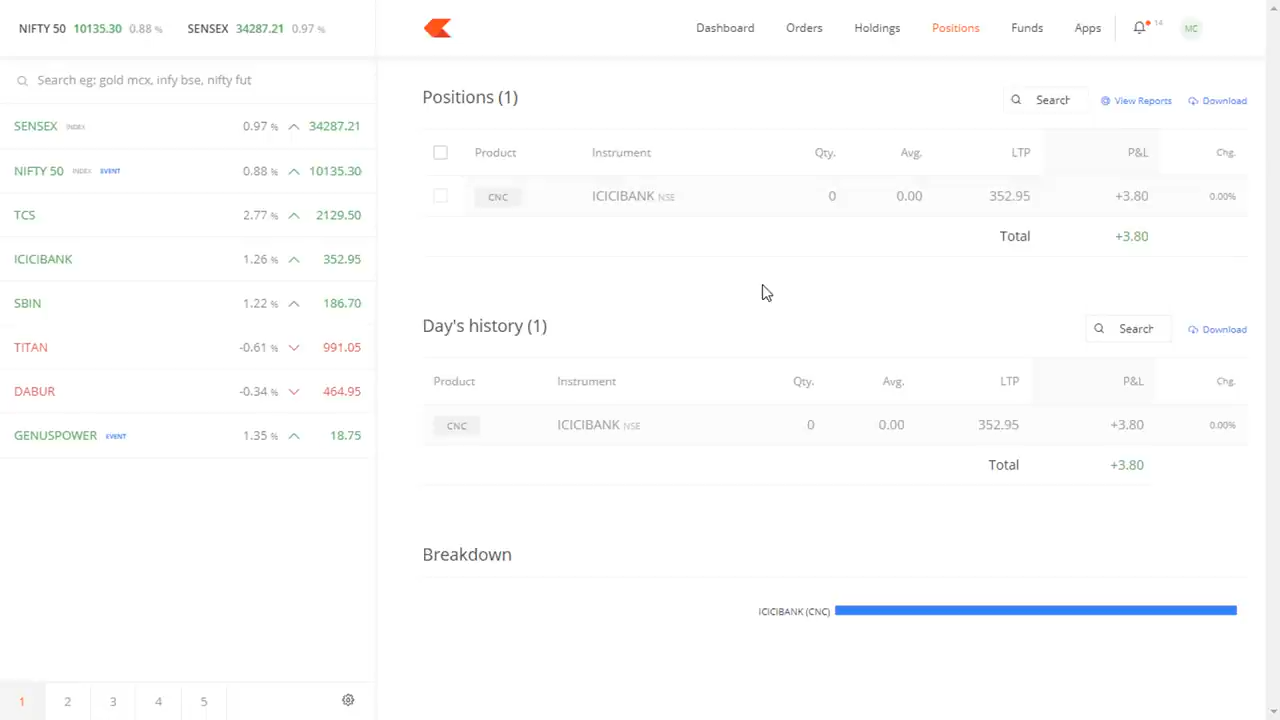 NIFTY 50 10135.30 0.88 % SENSEX 34287.21 0.97 %
Dashboard Orders Holdings Positions Funds Apps 14 MC
Search eg: gold mcx, infy bse, nifty fut
SENSEX INDEX 0.97 % 34287.21
NIFTY 50 INDEX EVENT 0.88 % 10135.30
TCS 2.77 % 2129.50
ICICIBANK 1.26 % 352.95
SBIN 1.22 % 186.70
TITAN -0.61 % 991.05
DABUR -0.34 % 464.95
GENUSPOWER EVENT 1.35 % 18.75
1 2 3 4 5
Positions (1) Search View Reports Download
Product Instrument Qty. Avg. LTP P&L Chg.
CNC ICICIBANK NSE 0 0.00 352.95 +3.80 0.00%
Total +3.80
Day's history (1) Search Download
Product Instrument Qty. Avg. LTP P&L Chg.
CNC ICICIBANK NSE 0 0.00 352.95 +3.80 0.00%
Total +3.80
Breakdown
ICICIBANK (CNC)